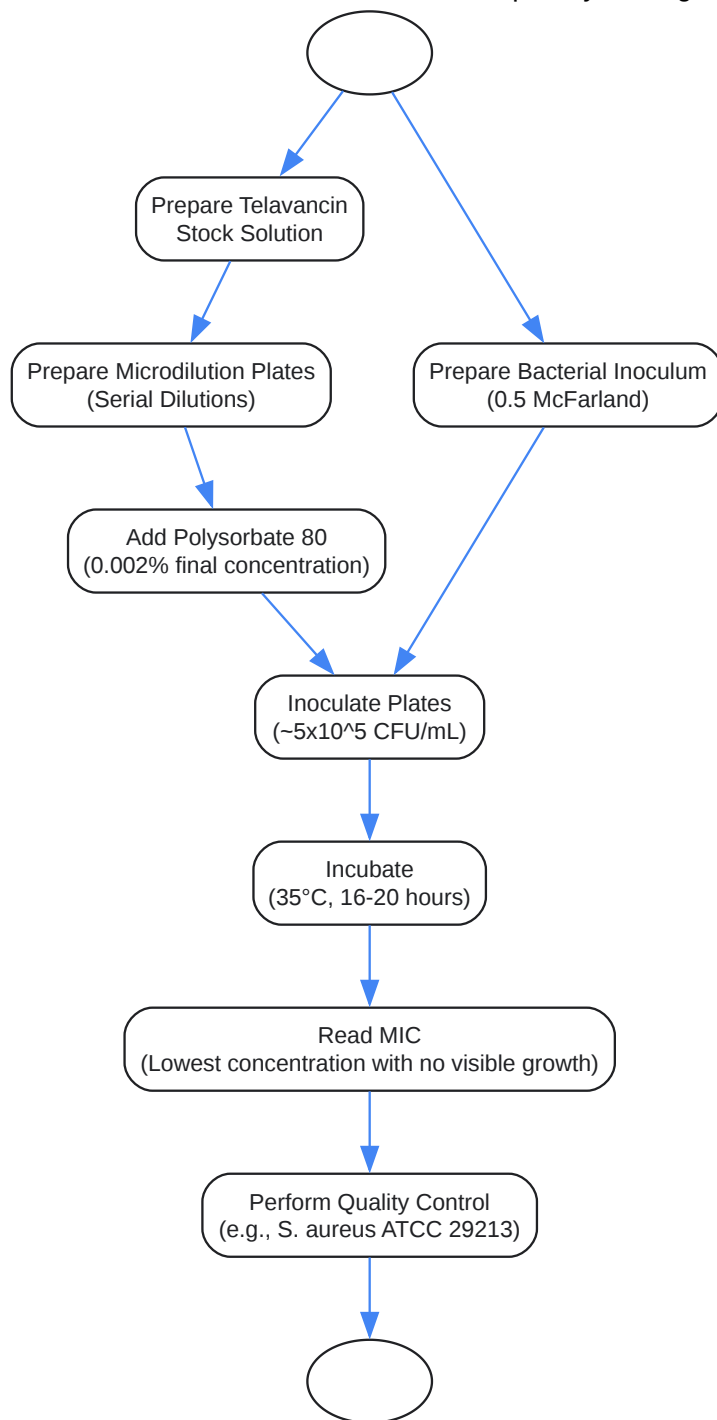 Prepare Telavancin
Stock Solution
Prepare Microdilution Plates
(Serial Dilutions)
Prepare Bacterial Inoculum
(0.5 McFarland)
Add Polysorbate 80
(0.002% final concentration)
Inoculate Plates
(~5x10^5 CFU/mL)
Incubate
(35°C, 16-20 hours)
Read MIC
(Lowest concentration with no visible growth)
Perform Quality Control
(e.g., S. aureus ATCC 29213)